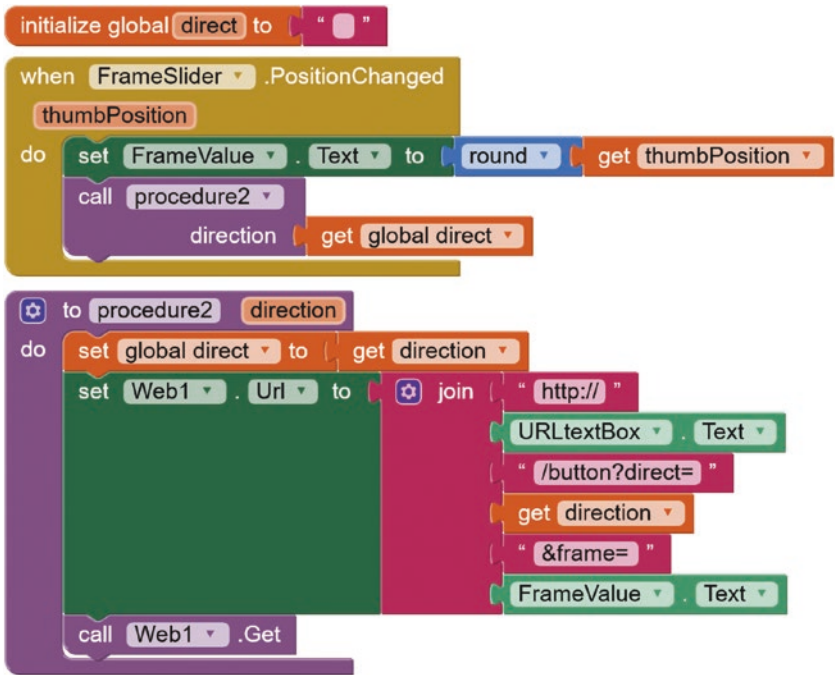 initialize global direct to " "
when FrameSlider .PositionChanged
thumbPosition
do set FrameValue . Text to round get thumbPosition
call procedure2
direction get global direct
to procedure2 direction
do set global direct to get direction
set Web1 . Url to join " http:// "
URLtextBox . Text
" /button?direct= "
get direction
" &frame= "
FrameValue . Text
call Web1 .Get